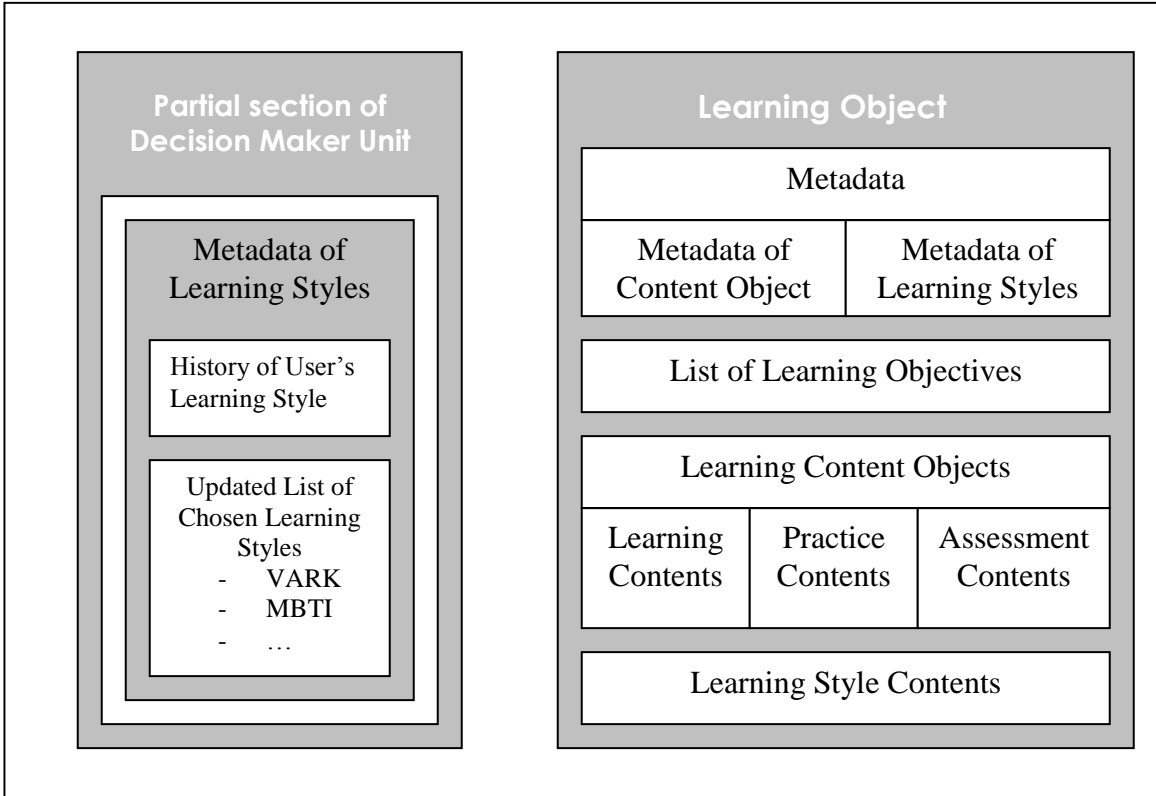 Partial section of
Decision Maker Unit
Metadata of
Learning Styles
History of User’s
Learning Style
Updated List of
Chosen Learning
Styles
- VARK
- MBTI
- …
Learning Object
Metadata
Metadata of
Content Object
Metadata of
Learning Styles
List of Learning Objectives
Learning Content Objects
Learning
Contents
Practice
Contents
Assessment
Contents
Learning Style Contents